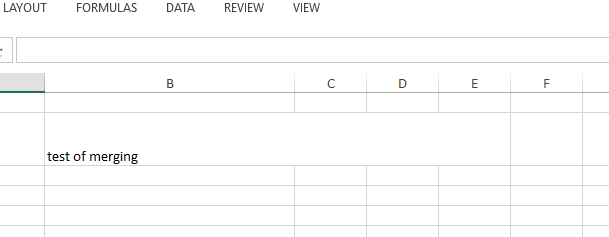 LAYOUT FORMULAS DATA REVIEW VIEW
B C D E F
test of merging